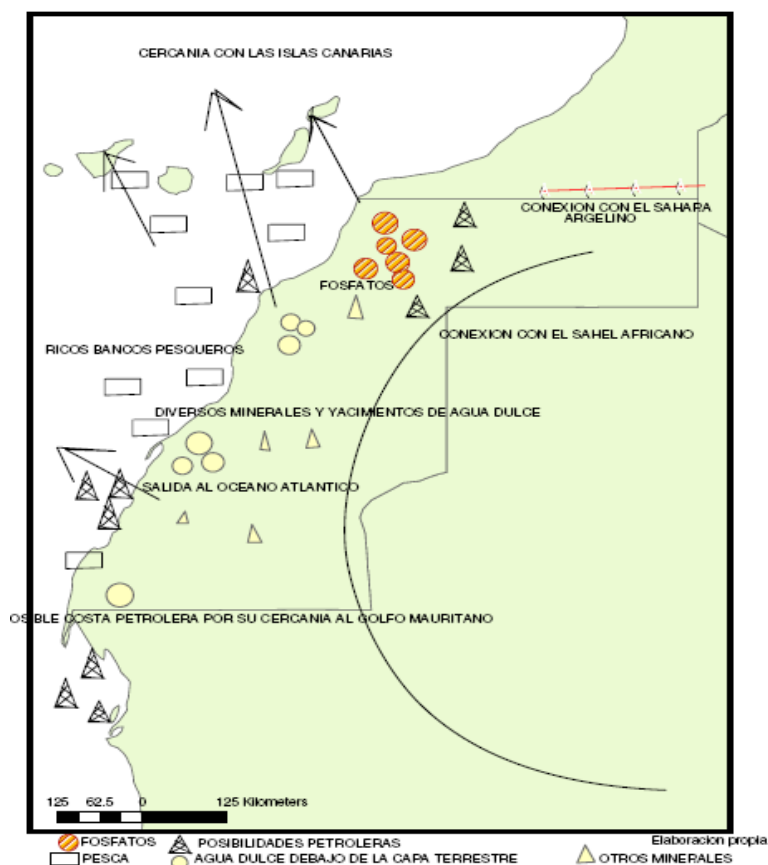 CERCANIA CON LAS ISLAS CANARIAS
CONEXION CON EL SAHARA
ARGELINO
FOSFATOS
CONEXION CON EL SAHEL AFRICANO
RICOS BANCOS PESQUEROS
DIVERSOS MINERALES Y YACIMIENTOS DE AGUA DULCE
SALIDA AL OCEANO ATLANTICO
OSIBLE COSTA PETROLERA POR SU CERCANIA AL GOLFO MAURITANO
125 62.5 0 125 Kilometers
Elaboracion propia
FOSFATOS POSIBILIDADES PETROLERAS
PESCA AGUA DULCE DEBAJO DE LA CAPA TERRESTRE OTROS MINERALES